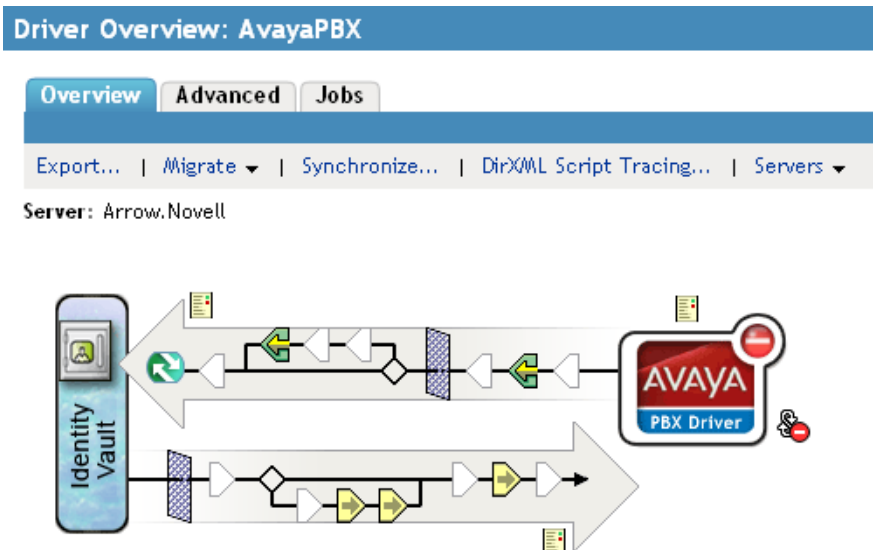 Driver Overview: AvayaPBX
Overview Advanced Jobs
Export... | Migrate | Synchronize... | DirXML Script Tracing... | Servers
Server: Arrow.Novell
Identity
Vault
AVAYA
PBX Driver